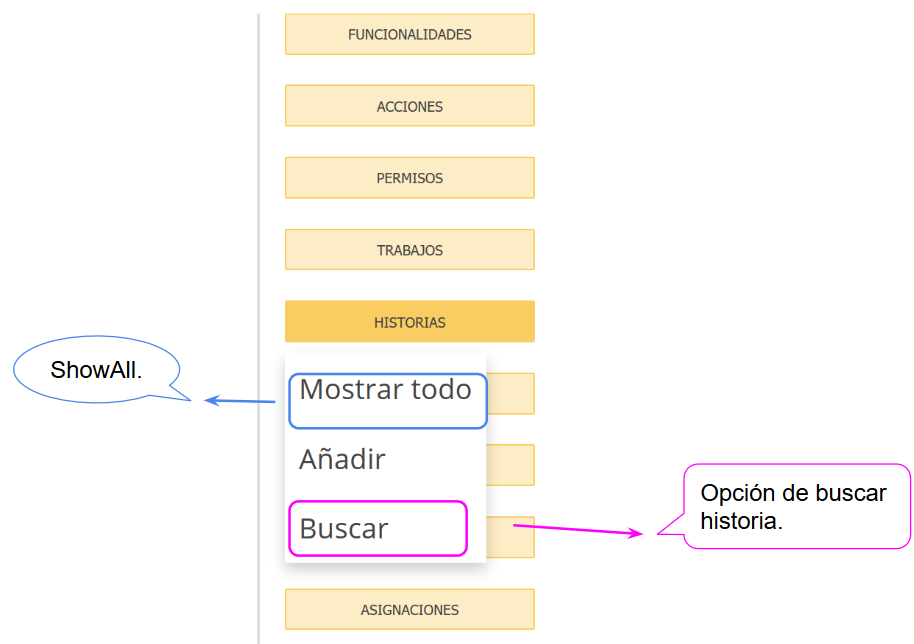 FUNCIONALIDADES
ACCIONES
PERMISOS
TRABAJOS
HISTORIAS
ShowAll.
Mostrar todo
Añadir
Buscar
Opción de buscar
historia.
ASIGNACIONES